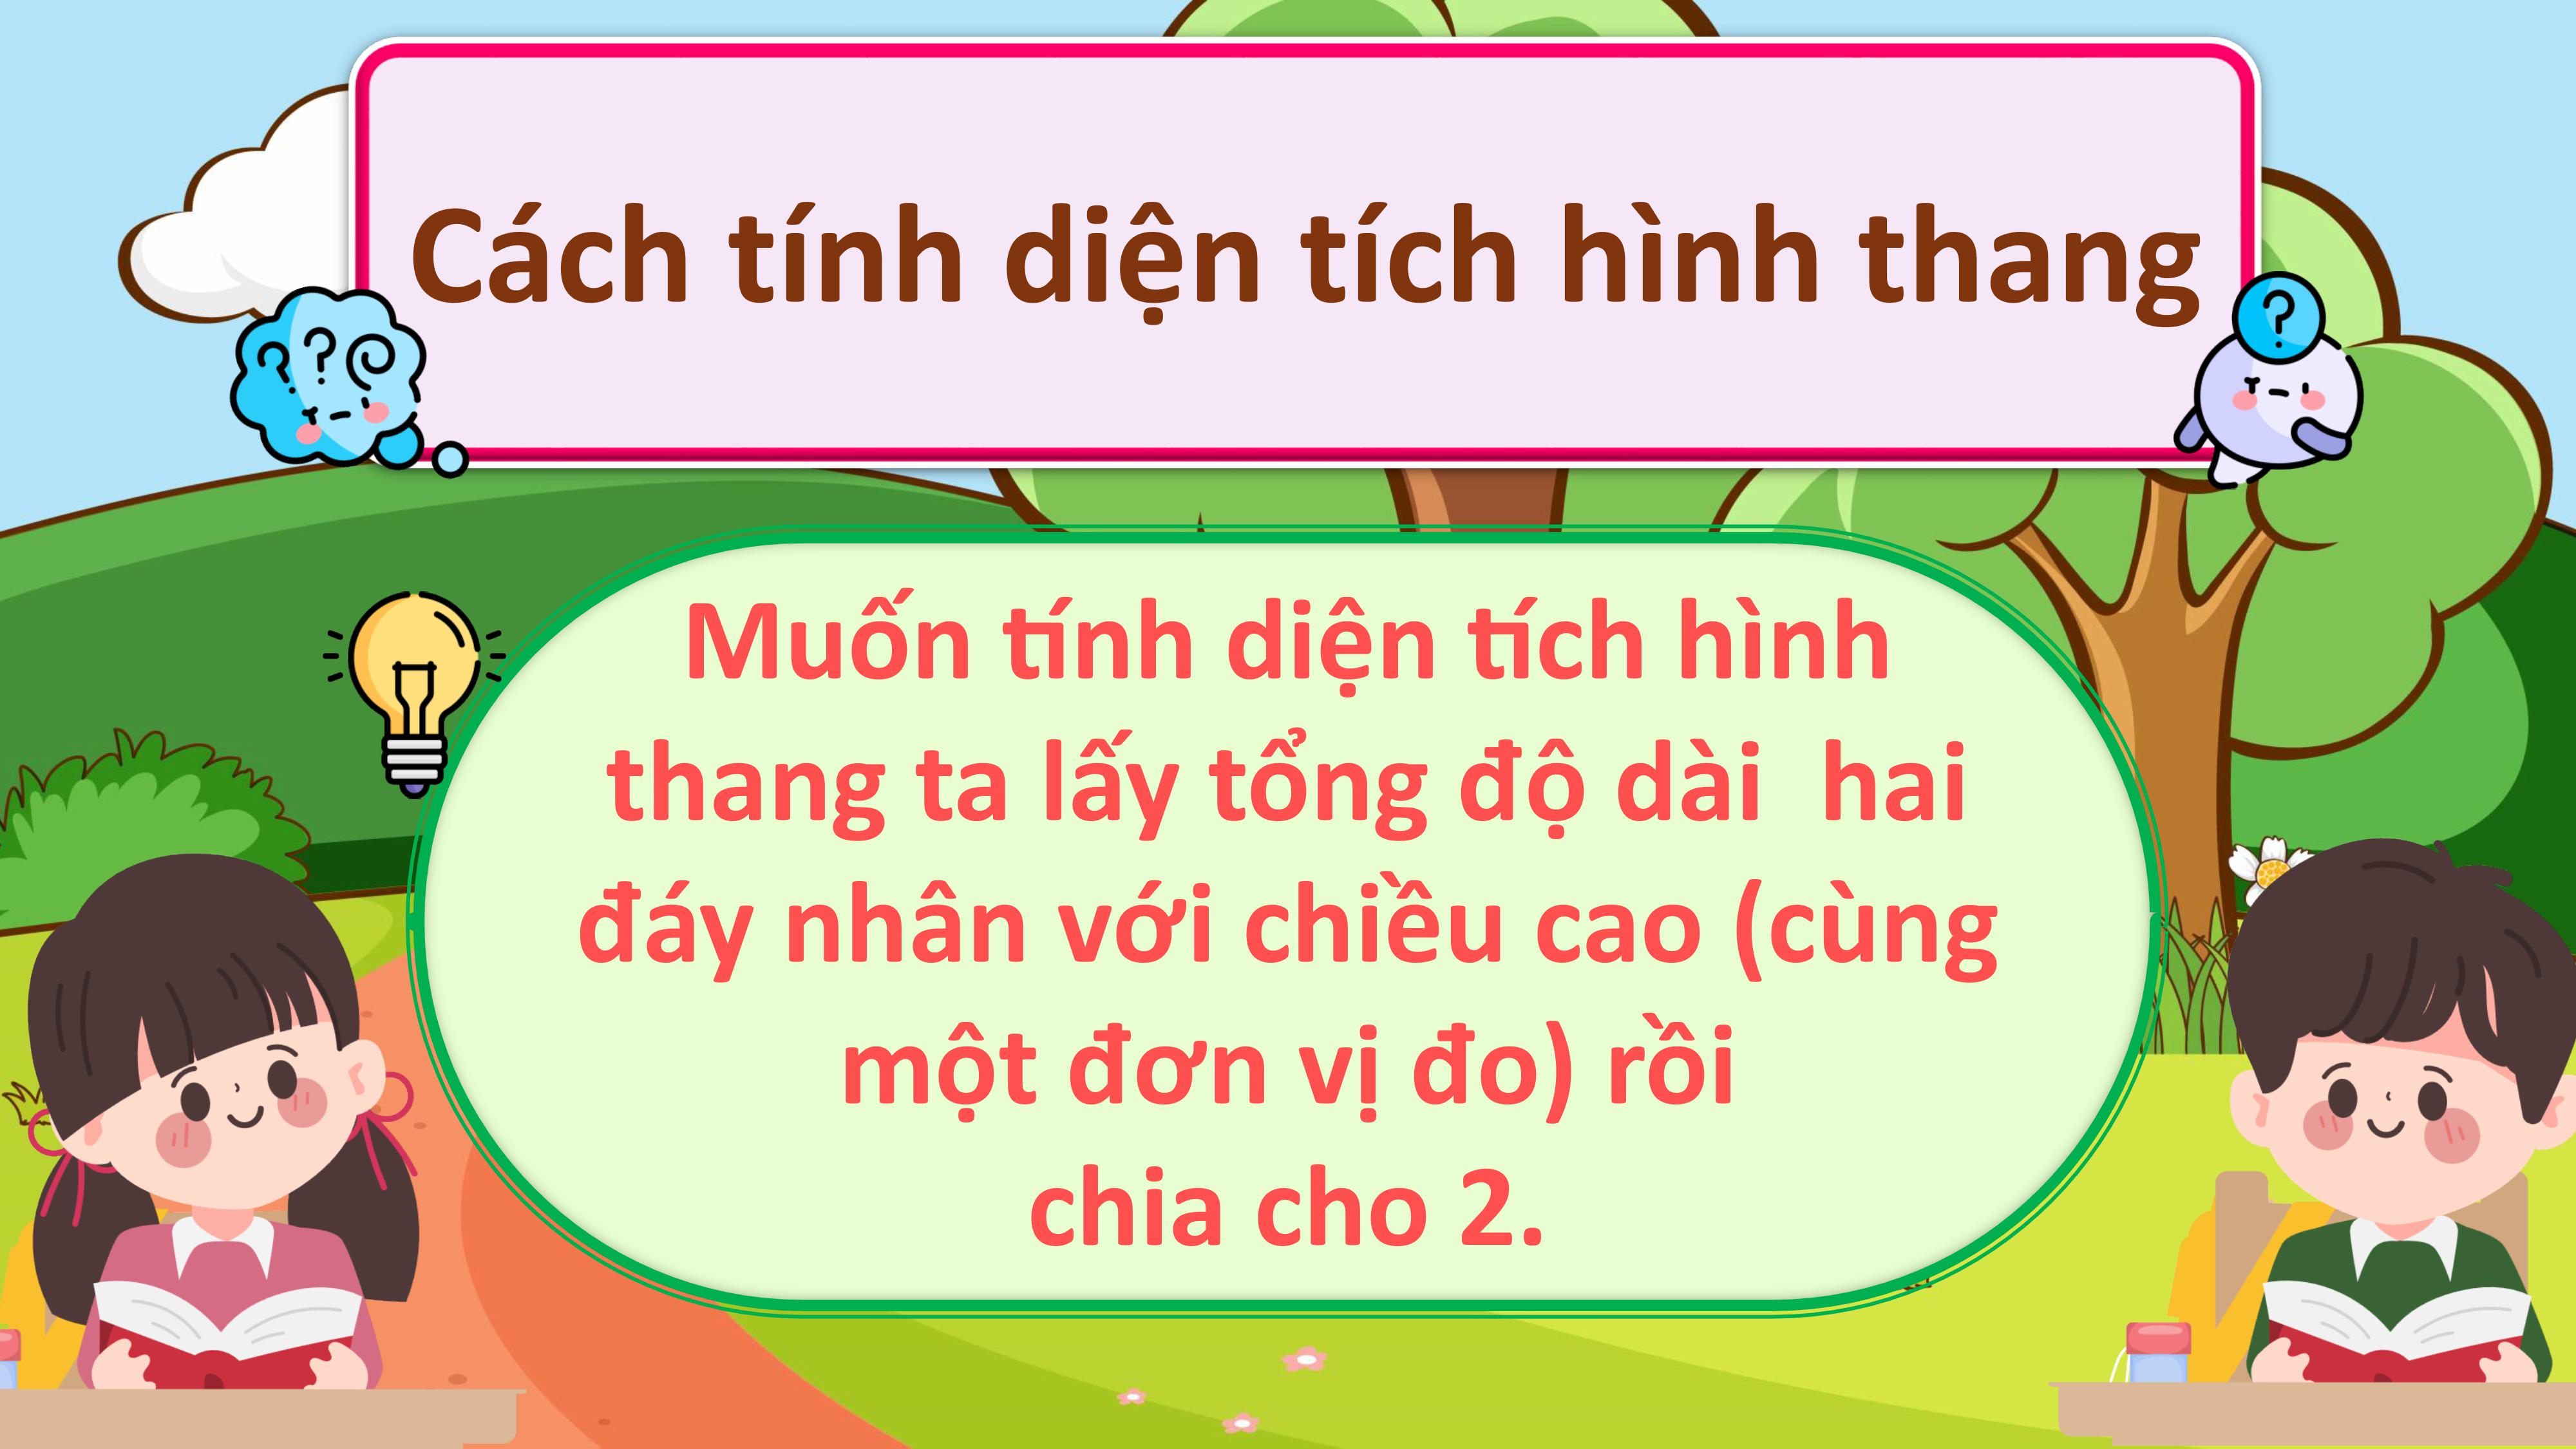 Cách tính diện tích hình thang
Muốn tính diện tích hình
thang ta lấy tổng độ dài  hai
đáy nhân với chiều cao (cùng
một đơn vị đo) rồi
chia cho 2.